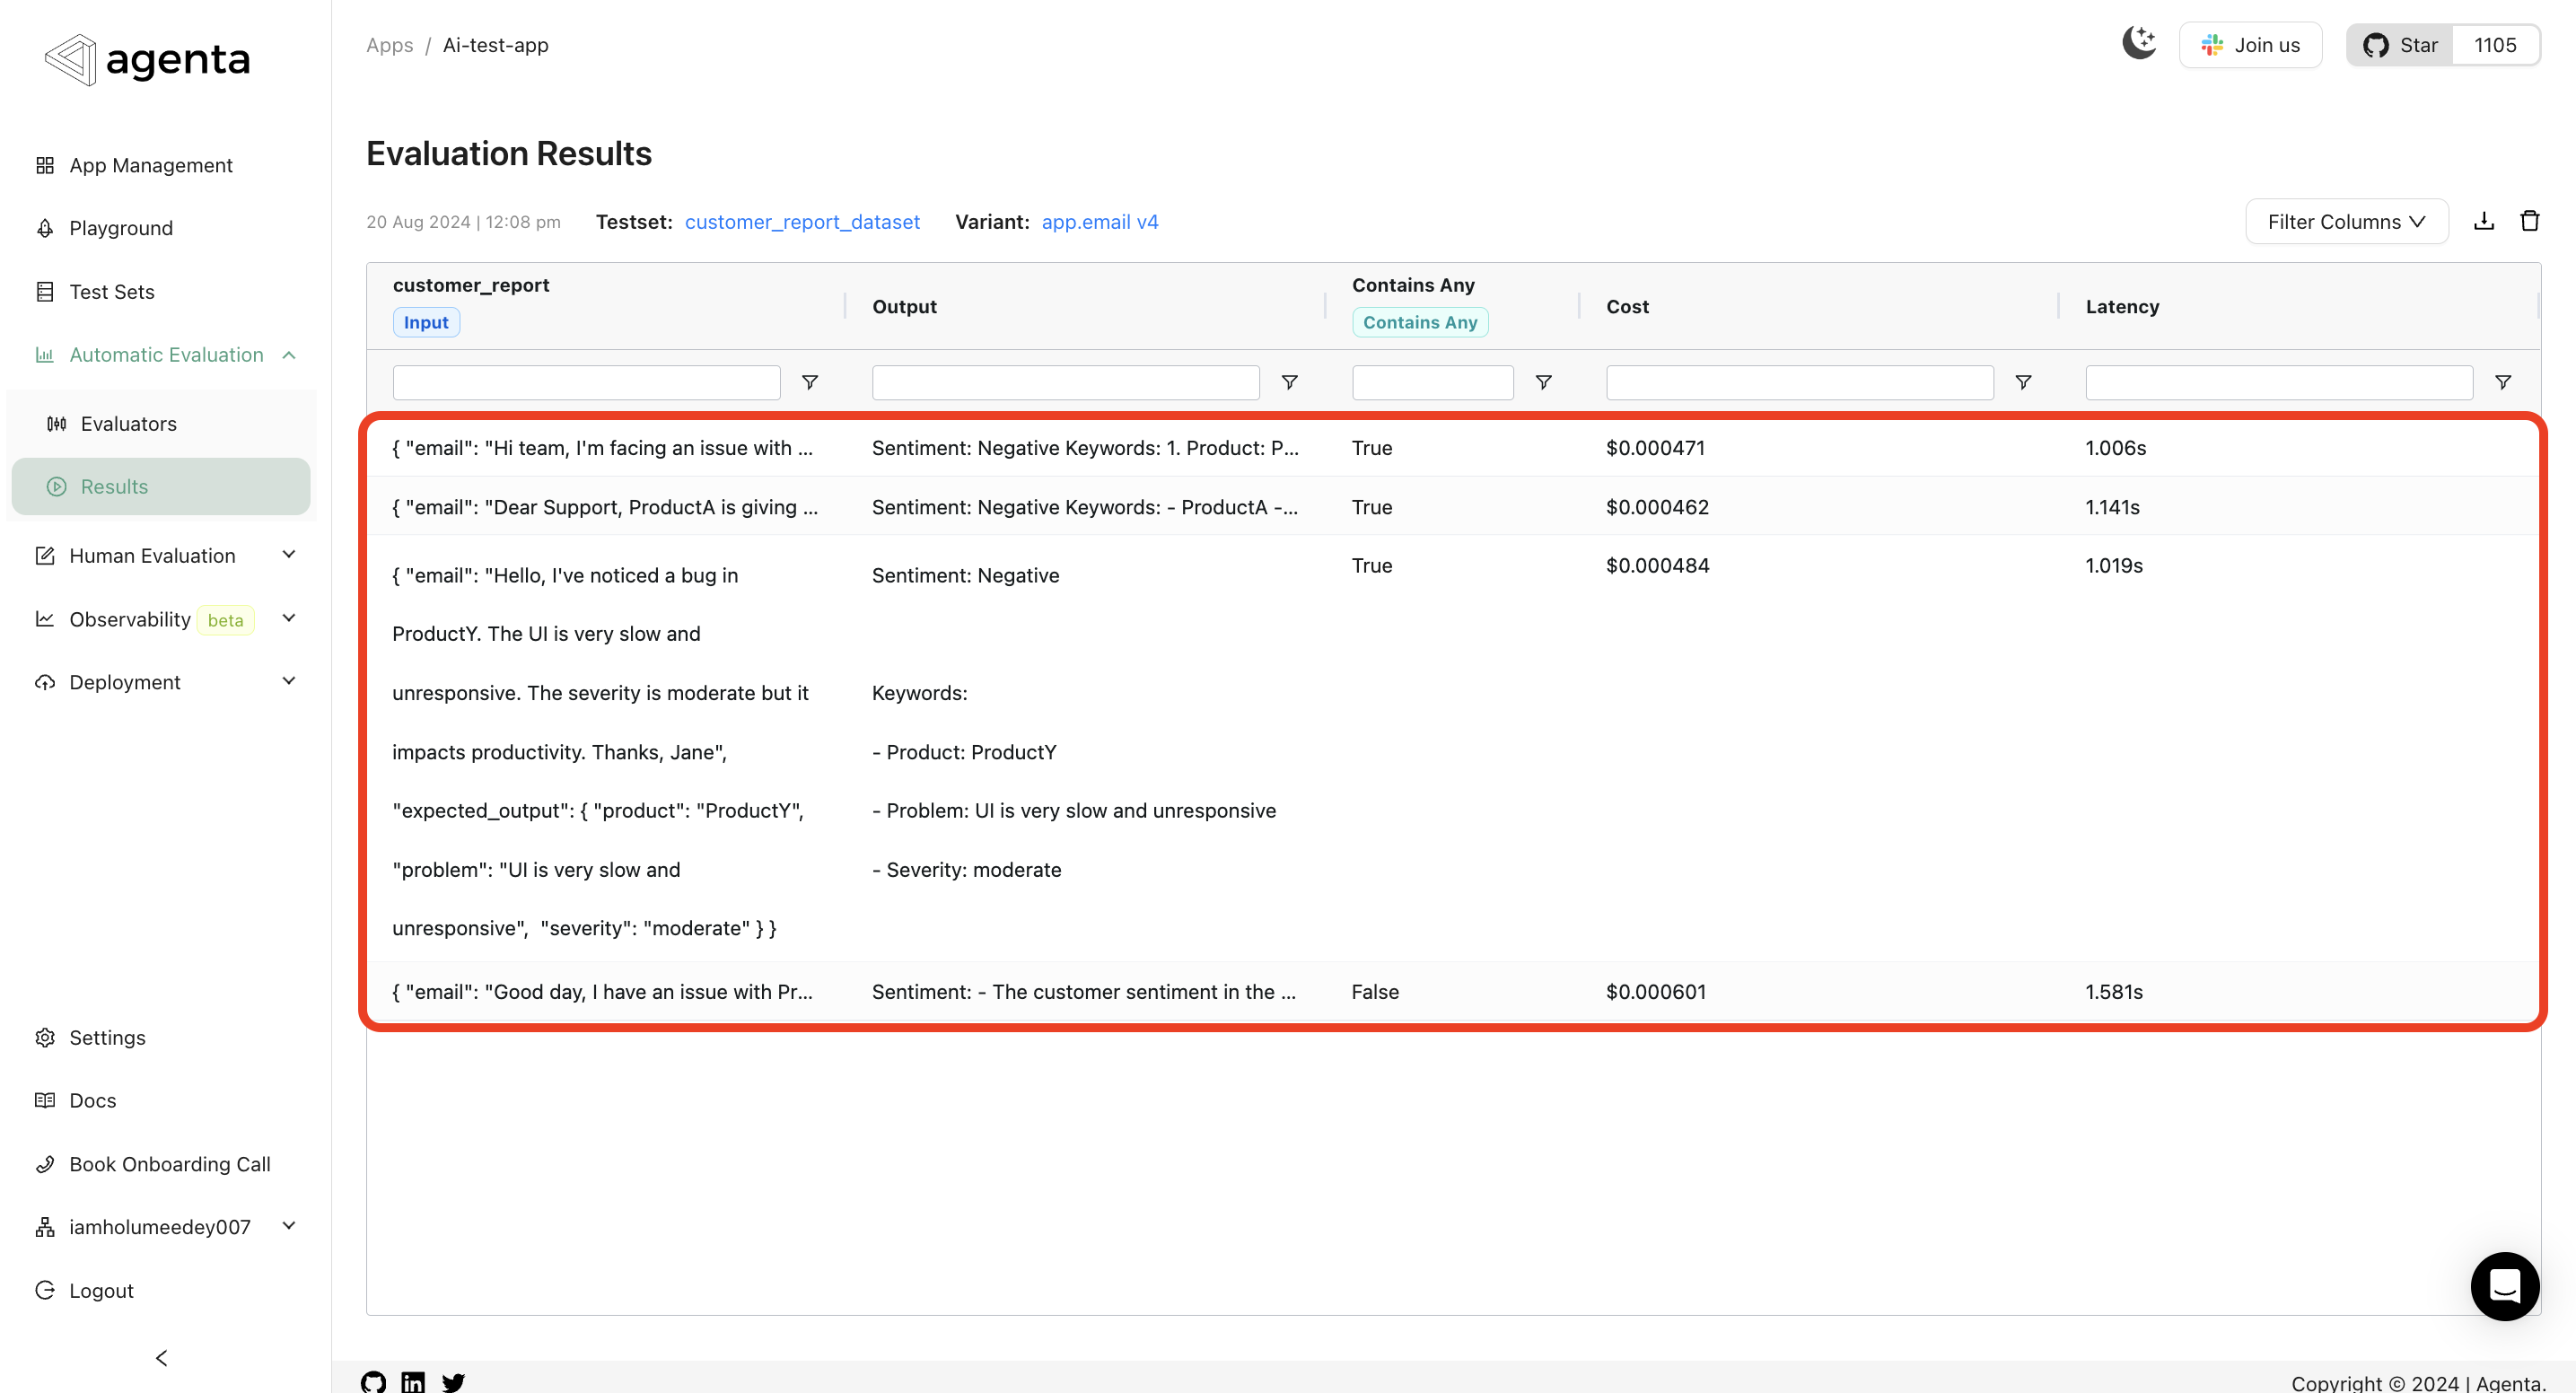 agenta
App Management
Playground
Test Sets
Automatic Evaluation
Evaluators
Results
Human Evaluation
Observability beta
Deployment
Settings
Docs
Book Onboarding Call
iamholumeedey007
Logout
Apps / Ai-test-app
Join us
Star 1105
Evaluation Results
20 Aug 2024 | 12:08 pm Testset: customer_report_dataset Variant: app.email v4
Filter Columns
customer_report
Input
Output
Contains Any
Contains Any
Cost
Latency
{ "email": "Hi team, I'm facing an issue with ... Sentiment: Negative Keywords: 1. Product: P... True $0.000471 1.006s
{ "email": "Dear Support, ProductA is giving ... Sentiment: Negative Keywords: - ProductA -... True $0.000462 1.141s
{ "email": "Hello, I've noticed a bug in Sentiment: Negative True $0.000484 1.019s
ProductY. The UI is very slow and
unresponsive. The severity is moderate but it Keywords:
impacts productivity. Thanks, Jane", - Product: ProductY
"expected_output": { "product": "ProductY", - Problem: UI is very slow and unresponsive
"problem": "UI is very slow and - Severity: moderate
unresponsive", "severity": "moderate" } }
{ "email": "Good day, I have an issue with Pr... Sentiment: - The customer sentiment in the ... False $0.000601 1.581s
Copyright © 2024 | Agenta.